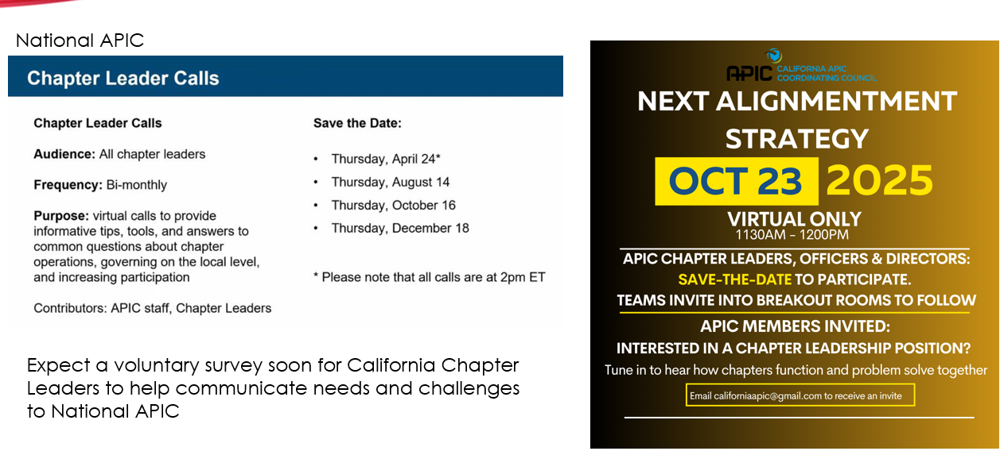 National APIC
Chapter Leader Calls
Chapter Leader Calls
Audience: All chapter leaders
Frequency: Bi-monthly
Purpose: virtual calls to provide
informative tips, tools, and answers to
common questions about chapter
operations, governing on the local level,
and increasing participation
Contributors: APIC staff, Chapter Leaders
Save the Date:
• Thursday, April 24*
• Thursday, August 14
• Thursday, October 16
• Thursday, December 18
* Please note that all calls are at 2pm ET
Expect a voluntary survey soon for California Chapter
Leaders to help communicate needs and challenges
to National APIC
APIC CALIFORNIA APIC
COORDINATING COUNCIL
NEXT ALIGNMENTMENT
STRATEGY
OCT 23 2025
VIRTUAL ONLY
1130AM - 1200PM
APIC CHAPTER LEADERS, OFFICERS & DIRECTORS:
SAVE-THE-DATE TO PARTICIPATE.
TEAMS INVITE INTO BREAKOUT ROOMS TO FOLLOW
APIC MEMBERS INVITED:
INTERESTED IN A CHAPTER LEADERSHIP POSITION?
Tune in to hear how chapters function and problem solve together
Email californiaapic@gmail.com to receive an invite